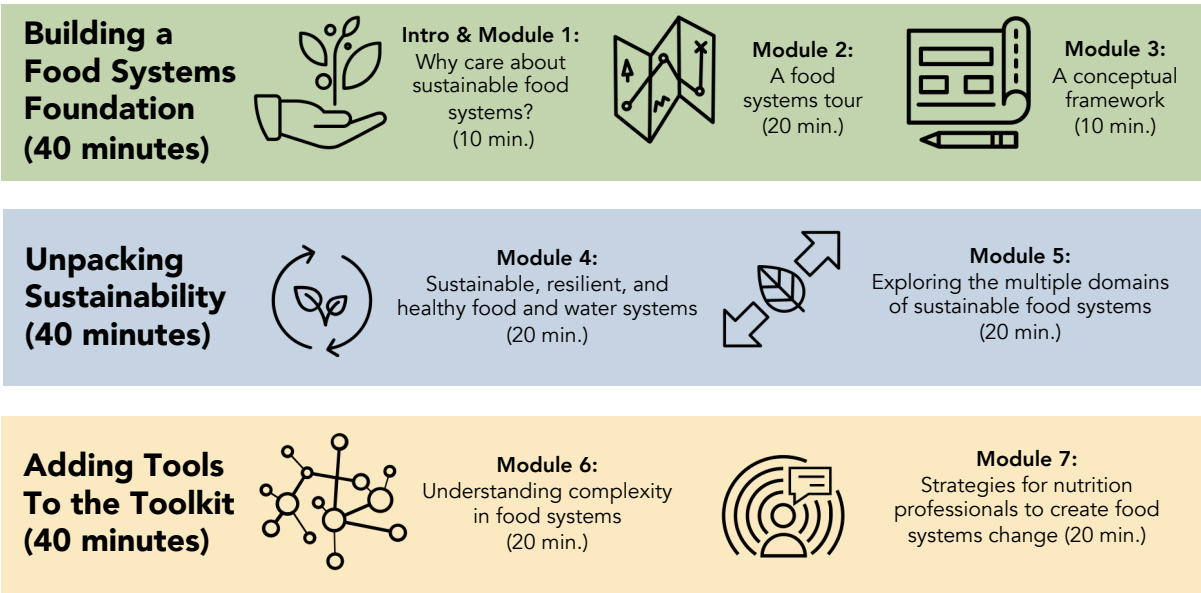 Building a
Food Systems
Foundation
(40 minutes)
Intro & Module 1:
Why care about
sustainable food
systems?
(10 min.)
Module 2:
A food
systems tour
(20 min.)
Module 3:
A conceptual
framework
(10 min.)
Unpacking
Sustainability
(40 minutes)
Module 4:
Sustainable, resilient, and
healthy food and water systems
(20 min.)
Module 5:
Exploring the multiple domains
of sustainable food systems
(20 min.)
Adding Tools
To the Toolkit
(40 minutes)
Module 6:
Understanding complexity
in food systems
(20 min.)
Module 7:
Strategies for nutrition
professionals to create food
systems change (20 min.)